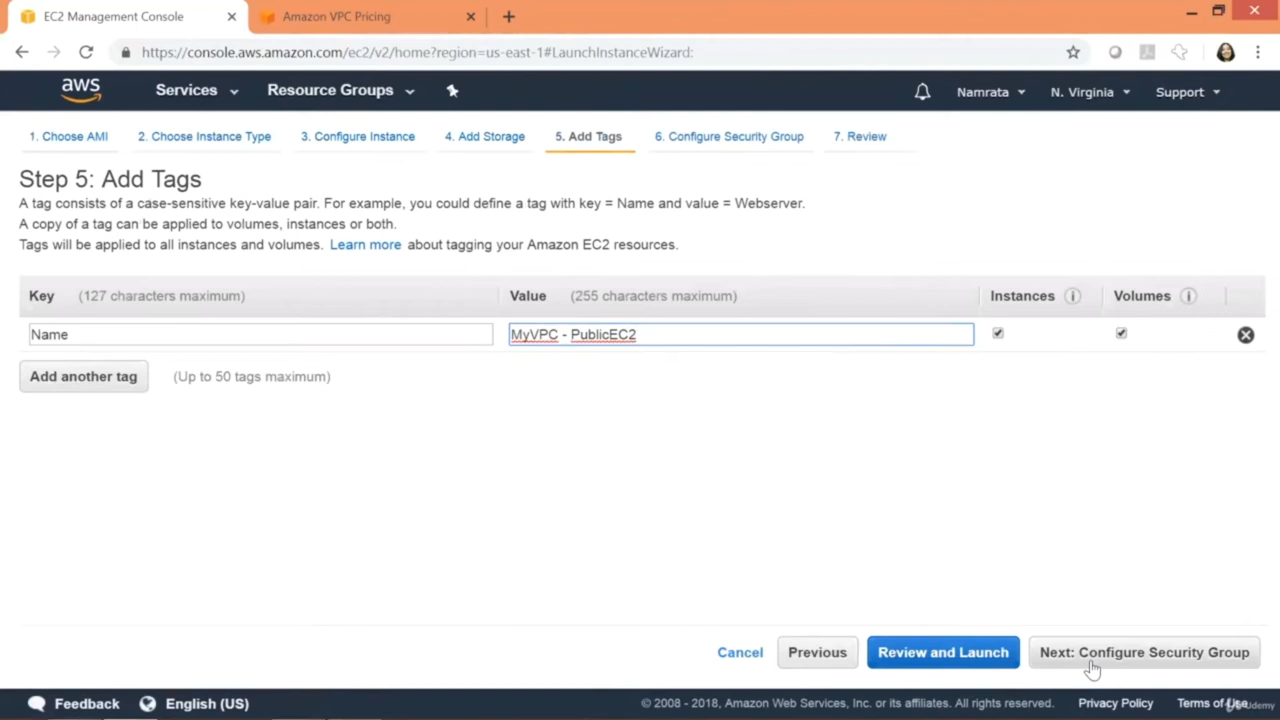 EC2 Management Console
Amazon VPC Pricing
https://console.aws.amazon.com/ec2/v2/home?region=us-east-1#LaunchInstanceWizard:
aws Services Resource Groups Namrata N. Virginia Support
1. Choose AMI 2. Choose Instance Type 3. Configure Instance 4. Add Storage 5. Add Tags 6. Configure Security Group 7. Review
Step 5: Add Tags
A tag consists of a case-sensitive key-value pair. For example, you could define a tag with key = Name and value = Webserver.
A copy of a tag can be applied to volumes, instances or both.
Tags will be applied to all instances and volumes. Learn more about tagging your Amazon EC2 resources.
Key (127 characters maximum) Value (255 characters maximum) Instances i Volumes i
Name MyVPC - PublicEC2
Add another tag (Up to 50 tags maximum)
Cancel Previous Review and Launch Next: Configure Security Group
Feedback English (US) © 2008 - 2018, Amazon Web Services, Inc. or its affiliates. All rights reserved. Privacy Policy Terms of Use
Udemy